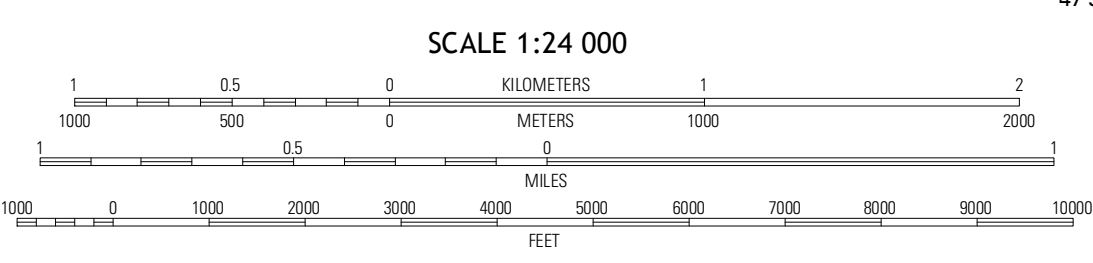 SCALE 1:24 000
1 0.5 0 KILOMETERS 1 2
1000 500 0 METERS 1000 2000
1 0.5 0 1
MILES
1000 0 1000 2000 3000 4000 5000 6000 7000 8000 9000 10000
FEET